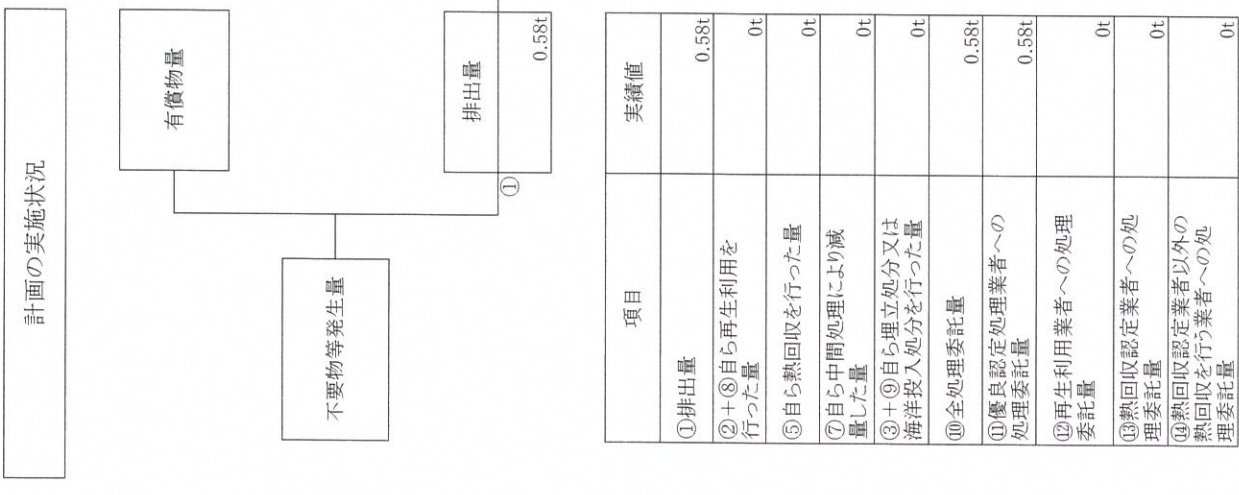 計画の実施状況
有償物量
不要物等発生量
排出量
①
0.58t
項目
実績値
①排出量
0.58t
②+⑧自ら再生利用を
行った量
0t
⑤自ら熱回収を行った量
0t
⑦自ら中間処理により減
量した量
0t
③+⑨自ら埋立処分又は
海洋投入処分を行った量
0t
⑩全処理委託量
0.58t
⑪優良認定処理業者への
処理委託量
0.58t
⑫再生利用業者への処理
委託量
0t
⑬熱回収認定業者への処
理委託量
0t
⑭熱回収認定業者以外の
熱回収を行う業者への処
理委託量
0t